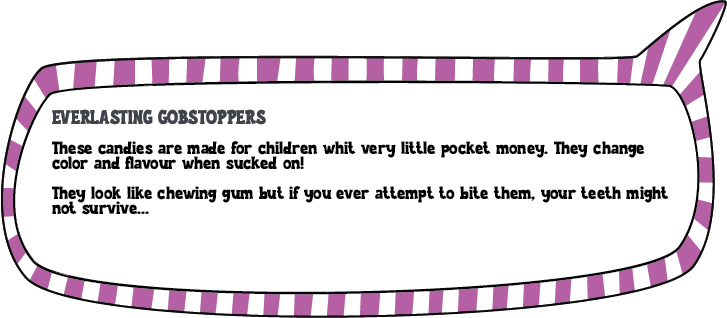 EVERLASTING GOBSTOPPERS
These candies are made for children whit very little pocket money. They change
color and flavour when sucked on!
They look like chewing gum but if you ever attempt to bite them, your teeth might
not survive...